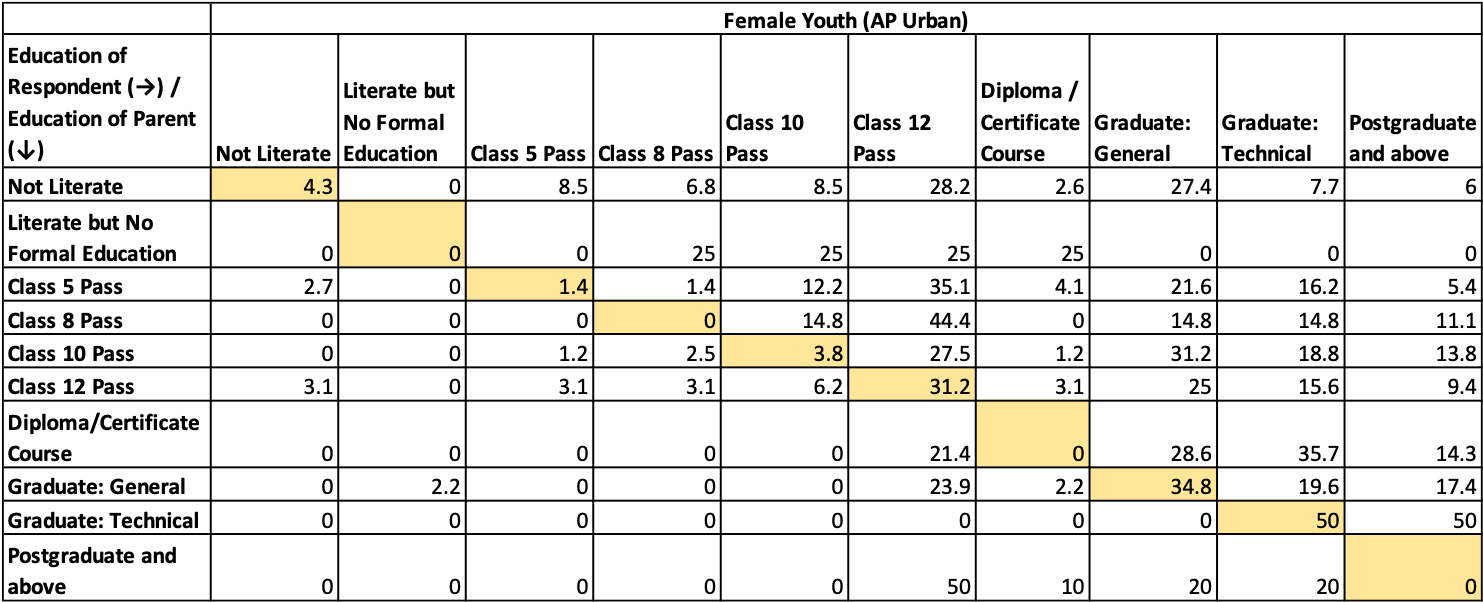 Female Youth (AP Urban)
Education of
Respondent (→) /
Education of Parent
(↓)
Not Literate
Literate but
No Formal
Education
Class 5 Pass
Class 8 Pass
Class 10
Pass
Class 12
Pass
Diploma /
Certificate
Course
Graduate:
General
Graduate:
Technical
Postgraduate
and above
Not Literate 4.3 0 8.5 6.8 8.5 28.2 2.6 27.4 7.7 6
Literate but No
Formal Education 0 0 0 25 25 25 25 0 0 0
Class 5 Pass 2.7 0 1.4 1.4 12.2 35.1 4.1 21.6 16.2 5.4
Class 8 Pass 0 0 0 0 14.8 44.4 0 14.8 14.8 11.1
Class 10 Pass 0 0 1.2 2.5 3.8 27.5 1.2 31.2 18.8 13.8
Class 12 Pass 3.1 0 3.1 3.1 6.2 31.2 3.1 25 15.6 9.4
Diploma/Certificate
Course 0 0 0 0 0 21.4 0 28.6 35.7 14.3
Graduate: General 0 2.2 0 0 0 23.9 2.2 34.8 19.6 17.4
Graduate: Technical 0 0 0 0 0 0 0 0 50 50
Postgraduate and
above 0 0 0 0 0 50 10 20 20 0